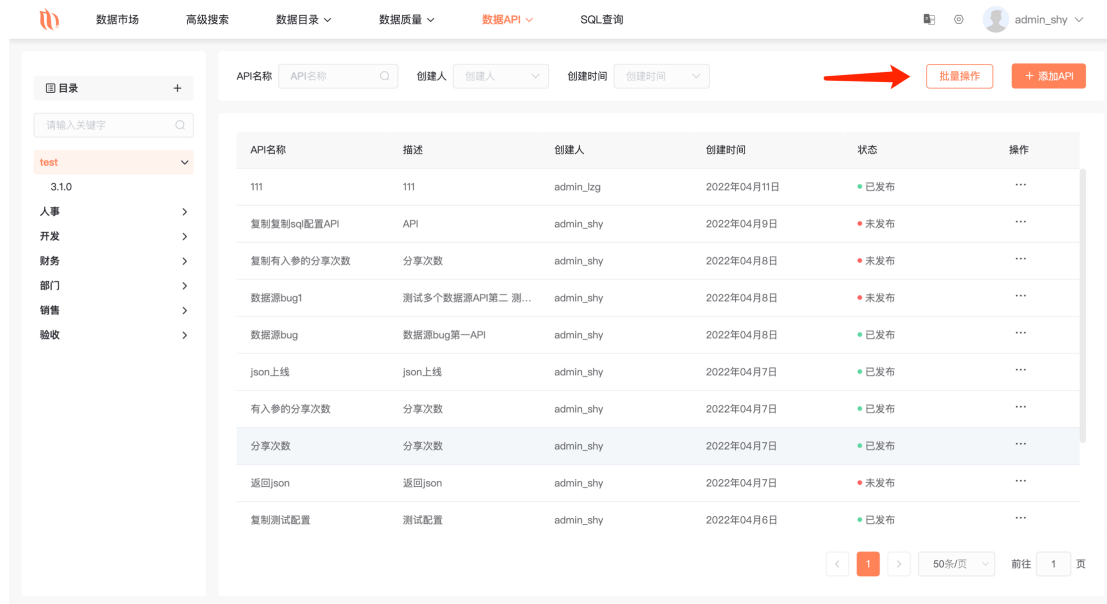 数据市场 高级搜索 数据目录 数据质量 数据API SQL查询 admin_shy
API名称 API名称 创建人 创建人 创建时间 创建时间 批量操作 + 添加API
目录 +
请输入关键字
test
3.1.0
人事
开发
财务
部门
销售
验收
API名称 描述 创建人 创建时间 状态 操作
111 111 admin_lzg 2022年04月11日 已发布 ...
复制复制sql配置API API admin_shy 2022年04月9日 未发布 ...
复制有入参的分享次数 分享次数 admin_shy 2022年04月8日 未发布 ...
数据源bug1 测试多个数据源API第二 测... admin_shy 2022年04月8日 未发布 ...
数据源bug 数据源bug第一API admin_shy 2022年04月8日 已发布 ...
json上线 json上线 admin_shy 2022年04月7日 已发布 ...
有入参的分享次数 分享次数 admin_shy 2022年04月7日 已发布 ...
分享次数 分享次数 admin_shy 2022年04月7日 已发布 ...
返回json 返回json admin_shy 2022年04月7日 未发布 ...
复制测试配置 测试配置 admin_shy 2022年04月6日 已发布 ...
< 1 > 50条/页 前往 1 页